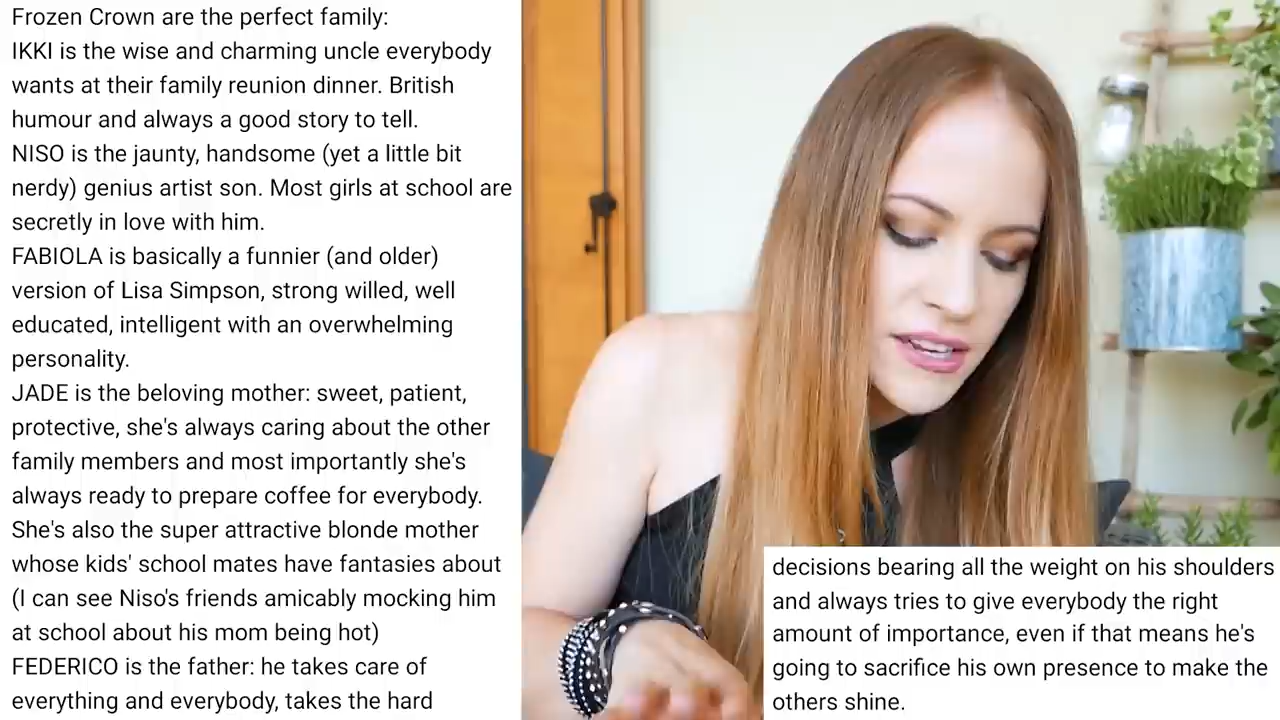 Frozen Crown are the perfect family:
IKKI is the wise and charming uncle everybody
wants at their family reunion dinner. British
humour and always a good story to tell.
NISO is the jaunty, handsome (yet a little bit
nerdy) genius artist son. Most girls at school are
secretly in love with him.
FABIOLA is basically a funnier (and older)
version of Lisa Simpson, strong willed, well
educated, intelligent with an overwhelming
personality.
JADE is the beloving mother: sweet, patient,
protective, she's always caring about the other
family members and most importantly she's
always ready to prepare coffee for everybody.
She's also the super attractive blonde mother
whose kids' school mates have fantasies about
(I can see Niso's friends amicably mocking him
at school about his mom being hot)
FEDERICO is the father: he takes care of
everything and everybody, takes the hard
decisions bearing all the weight on his shoulders
and always tries to give everybody the right
amount of importance, even if that means he's
going to sacrifice his own presence to make the
others shine.